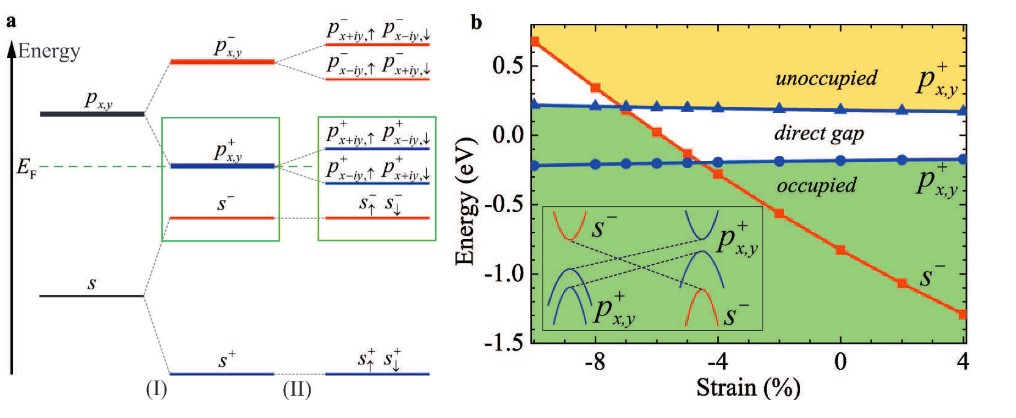 a
Energy
p⁻x+iy,↑ p⁻x−iy,↓
p⁻x,y
p⁻x−iy,↑ p⁻x+iy,↓
px,y
p⁺x+iy,↑ p⁺x−iy,↓
p⁺x,y
EF
p⁺x−iy,↑ p⁺x+iy,↓
s⁻
s⁻↑ s⁻↓
s
s⁺
s⁺↑ s⁺↓
(I)
(II)
b
Energy (eV)
0.5
0.0
-0.5
-1.0
-1.5
unoccupied
p⁺x,y
direct gap
occupied
p⁺x,y
s⁻
p⁺x,y
p⁺x,y
s⁻
s⁻
-8
-4
0
4
Strain (%)